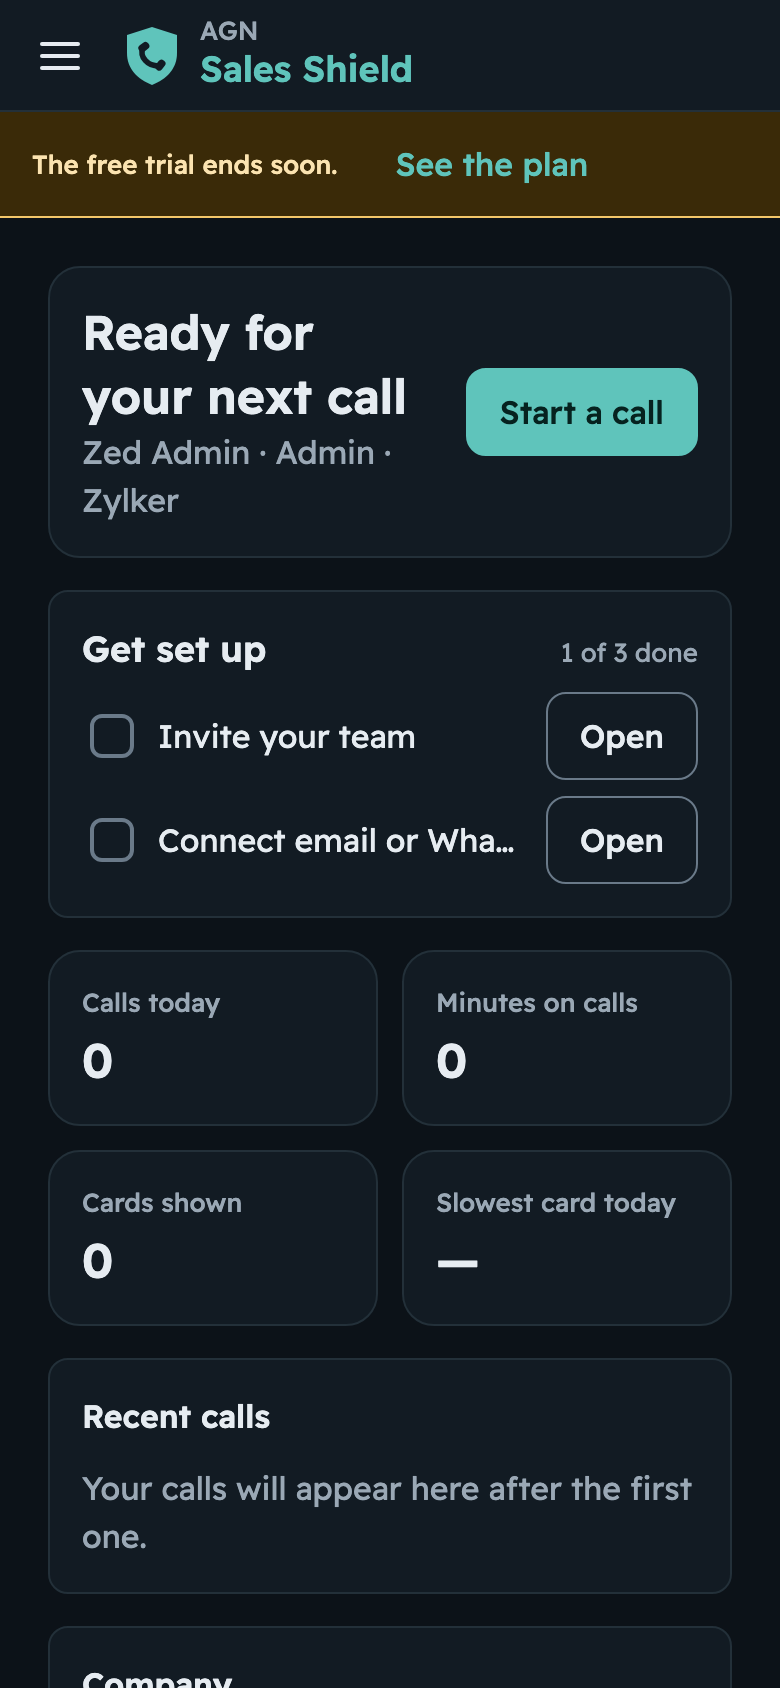 AGN
Sales Shield
The free trial ends soon.
See the plan
Ready for
your next call
Zed Admin · Admin ·
Zylker
Start a call
Get set up
1 of 3 done
Invite your team
Open
Connect email or Wha...
Open
Calls today
0
Minutes on calls
0
Cards shown
0
Slowest card today
—
Recent calls
Your calls will appear here after the first
one.
Company